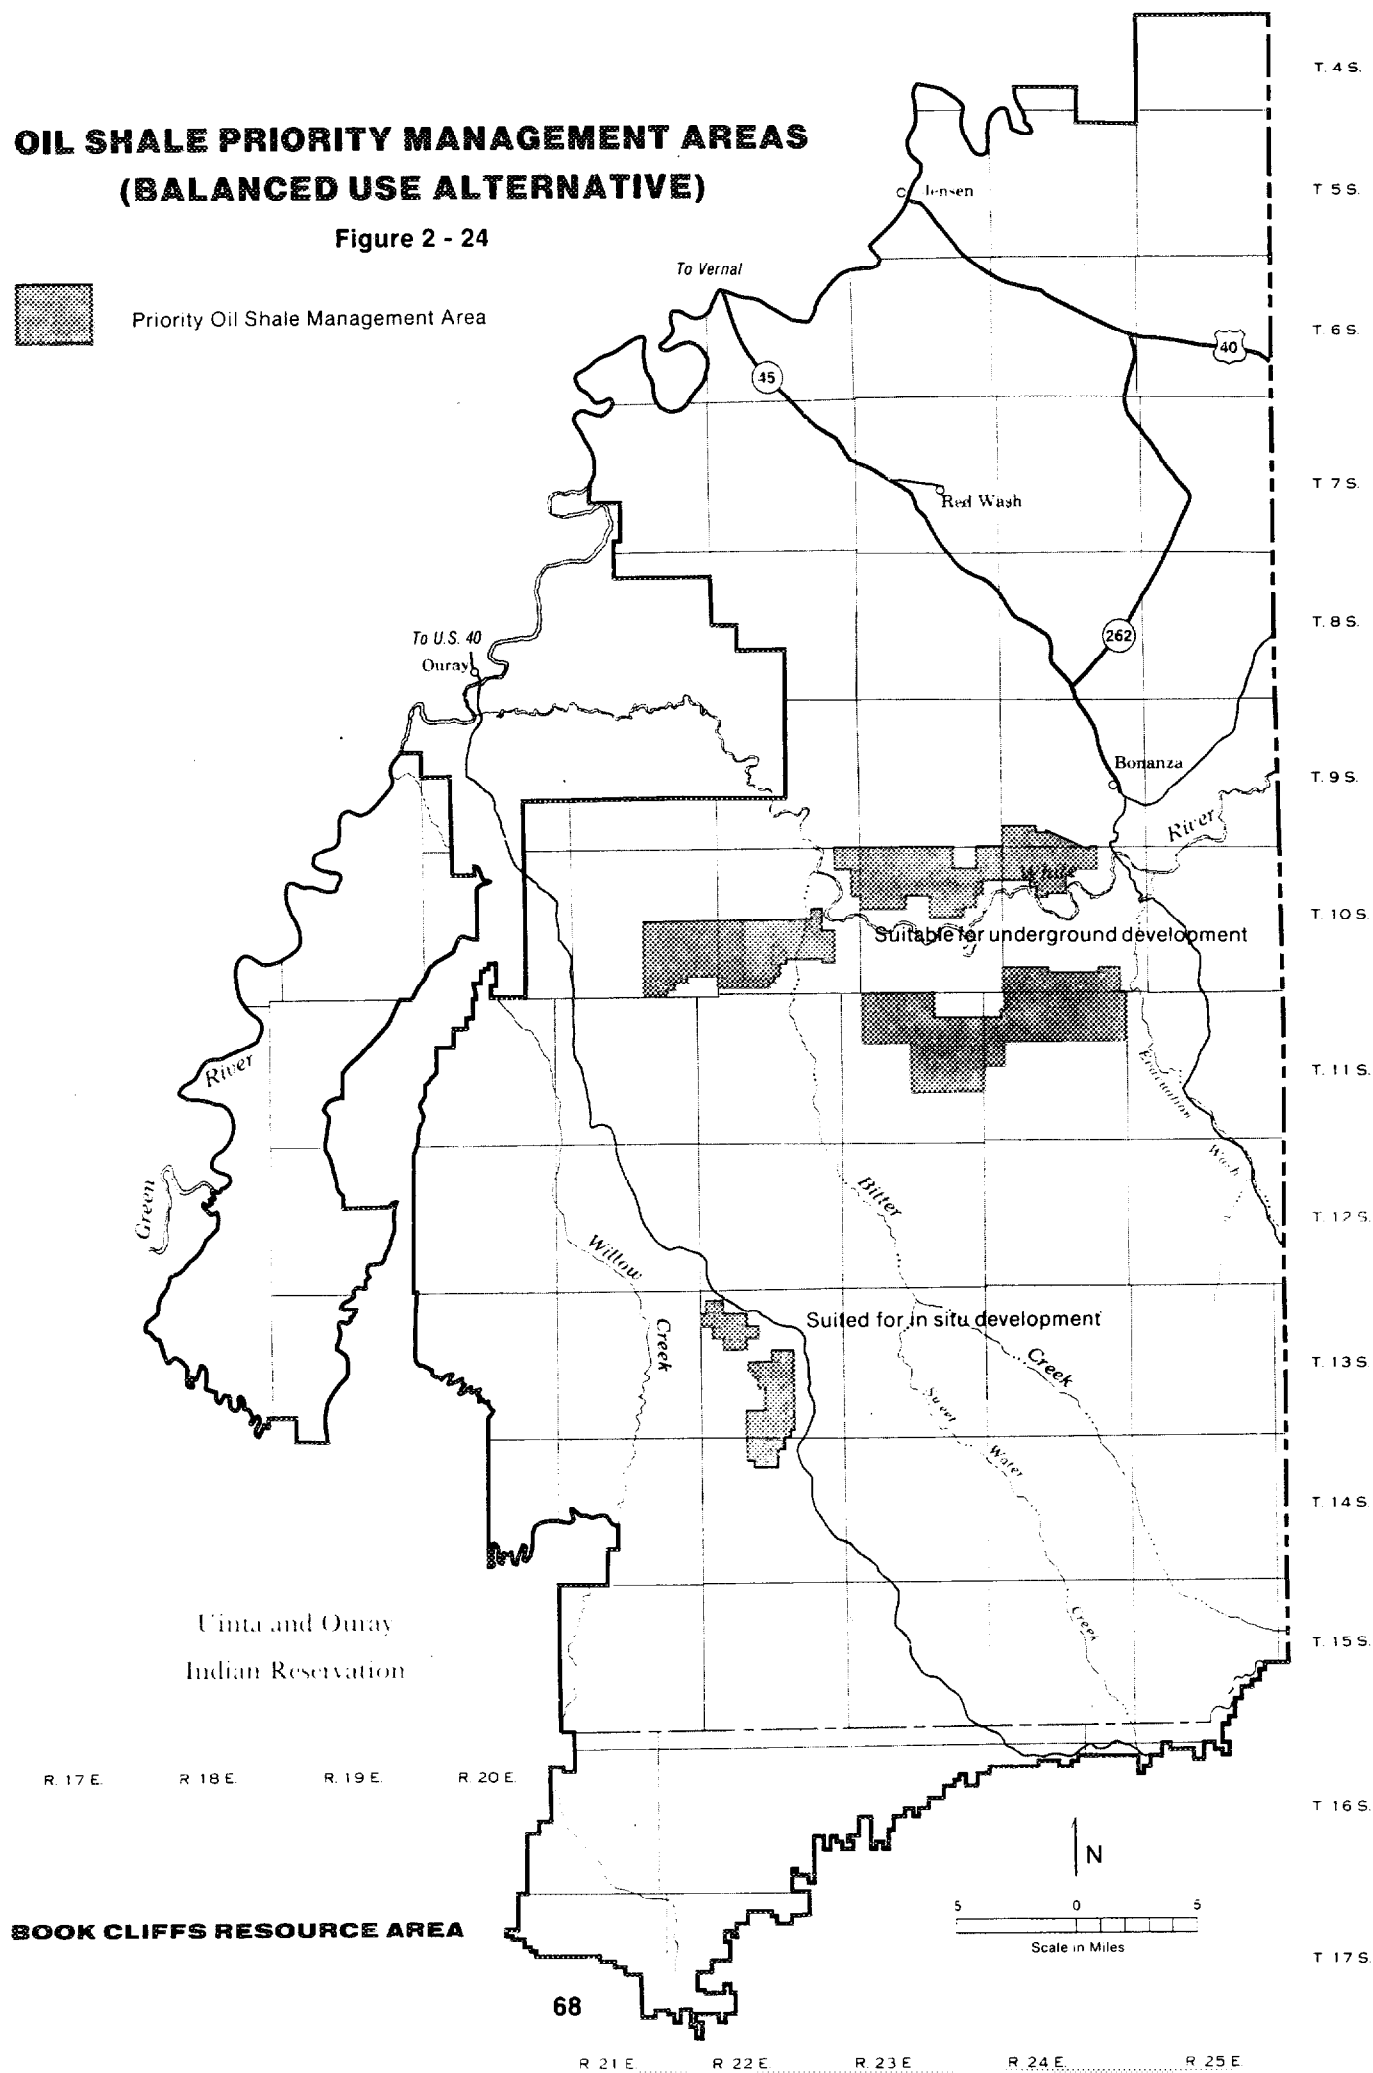 OIL SHALE PRIORITY MANAGEMENT AREAS
(BALANCED USE ALTERNATIVE)
Figure 2 - 24
Priority Oil Shale Management Area
T. 4 S.
Jensen
T 5 S.
To Vernal
T. 6 S.
40
45
T 7 S.
Red Wash
T. 8 S.
262
To U.S. 40
Ouray
Bonanza
T. 9 S.
River
White
T. 10 S.
Suitable for underground development
River
Evacuation
Wash
T. 11 S.
Green
Bitter
T. 12 S.
Willow
Creek
Suited for in situ development
Creek
T. 13 S.
Sweet
Water
Creek
T. 14 S.
Uinta and Ouray
Indian Reservation
T. 15 S.
R. 17 E.
R. 18 E.
R. 19 E.
R. 20 E.
T 16 S.
N
5 0 5
Scale in Miles
BOOK CLIFFS RESOURCE AREA
T 17 S.
68
R 21 E
R 22 E
R. 23 E
R. 24 E.
R 25 E.